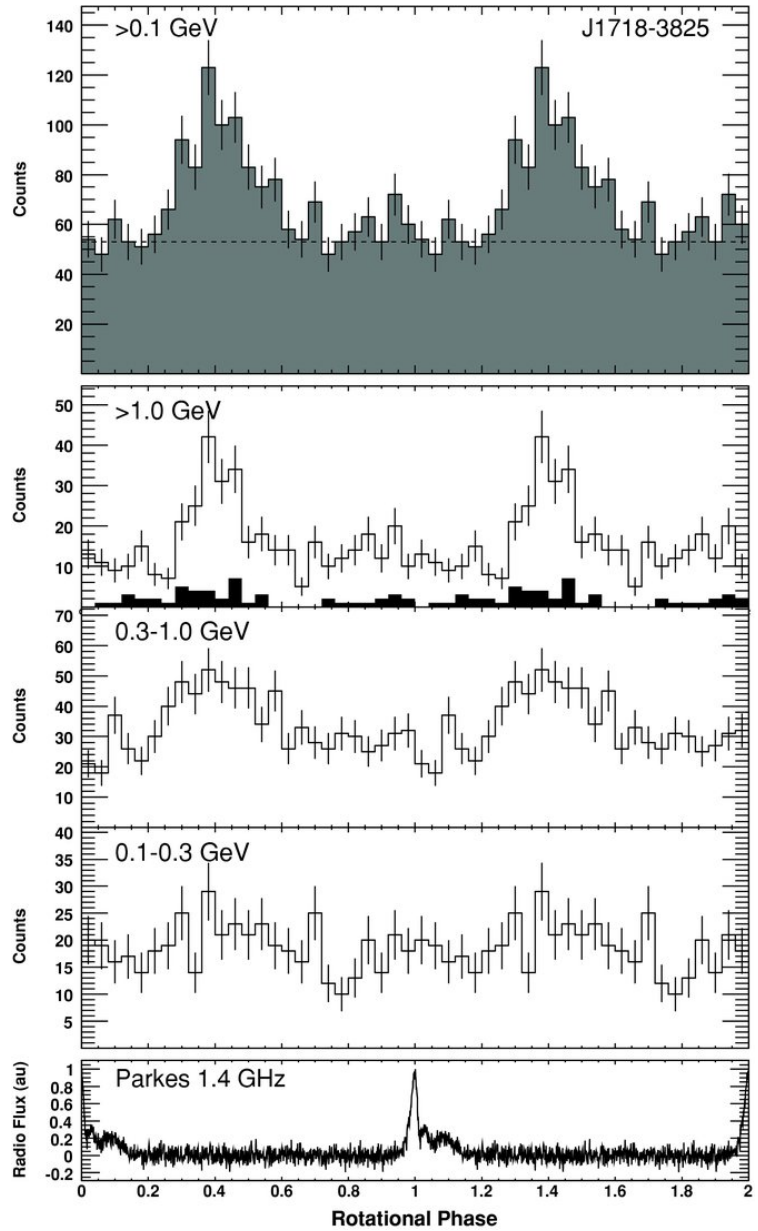 >0.1 GeV J1718-3825
140
120
100
80
60
40
20
Counts
>1.0 GeV
50
40
30
20
10
Counts
0.3-1.0 GeV
70
60
50
40
30
20
10
Counts
0.1-0.3 GeV
40
35
30
25
20
15
10
5
Counts
Parkes 1.4 GHz
0.8
0.6
0.4
0.2
0
-0.2
Radio Flux (au)
0 0.2 0.4 0.6 0.8 1 1.2 1.4 1.6 1.8 2
Rotational Phase